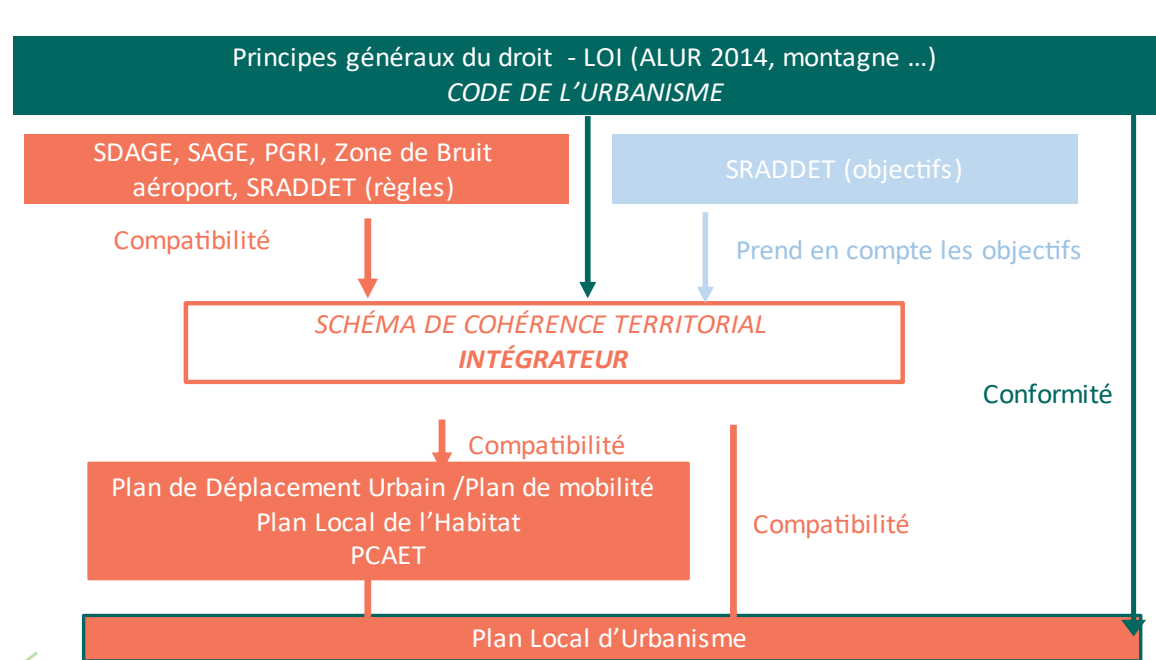 Principes généraux du droit - LOI (ALUR 2014, montagne ...)
CODE DE L'URBANISME
SDAGE, SAGE, PGRI, Zone de Bruit
aéroport, SRADDET (règles)
SRADDET (objectifs)
Compatibilité
Prend en compte les objectifs
SCHÉMA DE COHÉRENCE TERRITORIAL
INTÉGRATEUR
Conformité
Compatibilité
Plan de Déplacement Urbain /Plan de mobilité
Plan Local de l'Habitat
PCAET
Compatibilité
Plan Local d'Urbanisme